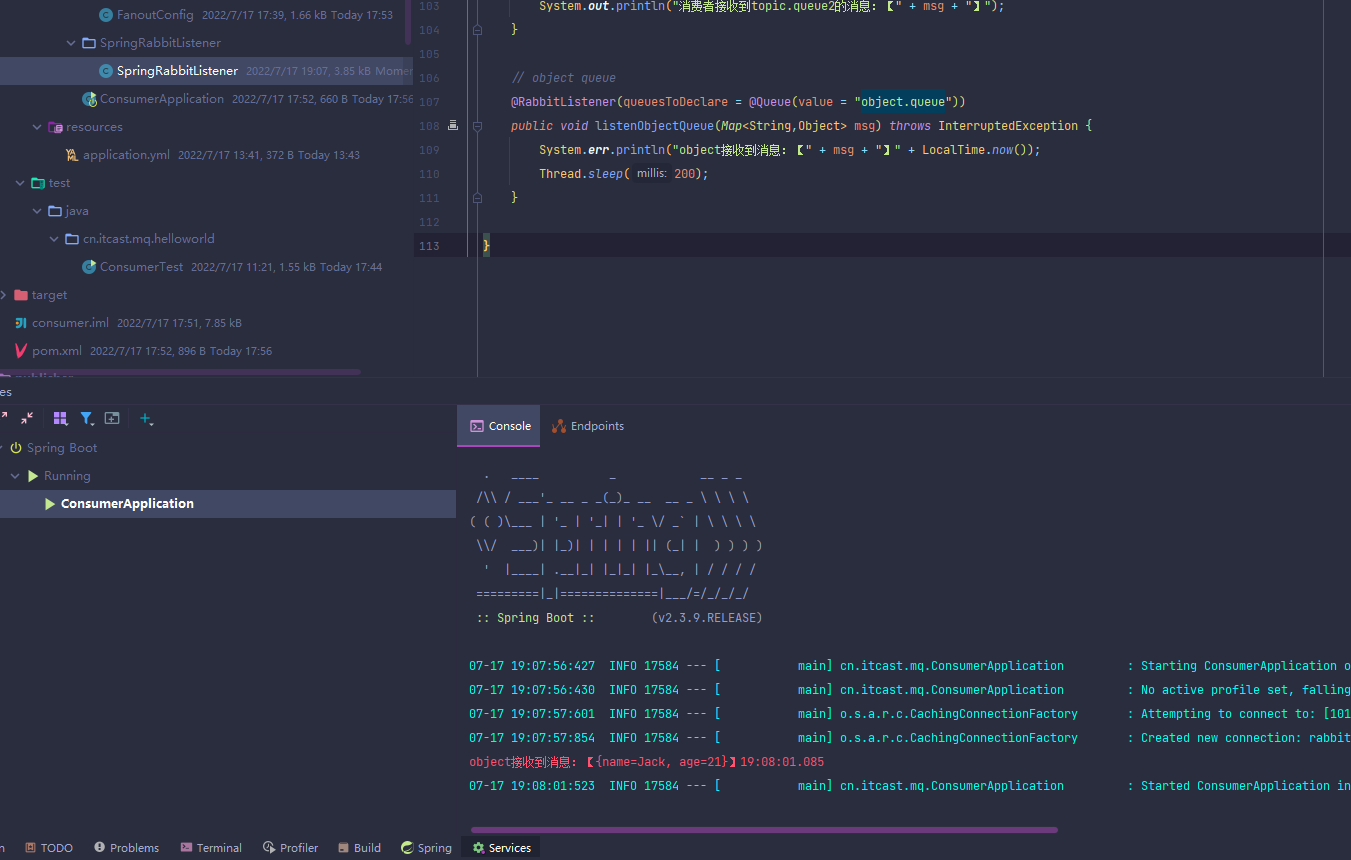 FanoutConfig 2022/7/17 17:39, 1.66 kB Today 17:53
SpringRabbitListener
SpringRabbitListener 2022/7/17 19:07, 3.85 kB Momen
ConsumerApplication 2022/7/17 17:52, 660 B Today 17:56
resources
application.yml 2022/7/17 13:41, 372 B Today 13:43
test
java
cn.itcast.mq.helloworld
ConsumerTest 2022/7/17 11:21, 1.55 kB Today 17:44
target
consumer.iml 2022/7/17 17:51, 7.85 kB
pom.xml 2022/7/17 17:52, 896 B Today 17:56
103 System.out.println("消费者接收到topic.queue2的消息：【" + msg + "】");
104 }
105
106 // object queue
107 @RabbitListener(queuesToDeclare = @Queue(value = "object.queue"))
108 public void listenObjectQueue(Map<String,Object> msg) throws InterruptedException {
109 System.err.println("object接收到消息：【" + msg + "】" + LocalTime.now());
110 Thread.sleep( millis: 200);
111 }
112
113 }
es
Spring Boot
Running
ConsumerApplication
Console Endpoints
  .   ____          _            __ _ _
 /\\ / ___'_ __ _ _(_)_ __  __ _ \ \ \ \
( ( )\___ | '_ | '_| | '_ \/ _` | \ \ \ \
 \\/  ___)| |_)| | | | | || (_| |  ) ) ) )
  '  |____| .__|_| |_|_| |_\__, | / / / /
 =========|_|==============|___/=/_/_/_/
 :: Spring Boot ::        (v2.3.9.RELEASE)
07-17 19:07:56:427 INFO 17584 --- [ main] cn.itcast.mq.ConsumerApplication : Starting ConsumerApplication o
07-17 19:07:56:430 INFO 17584 --- [ main] cn.itcast.mq.ConsumerApplication : No active profile set, falling
07-17 19:07:57:601 INFO 17584 --- [ main] o.s.a.r.c.CachingConnectionFactory : Attempting to connect to: [101
07-17 19:07:57:854 INFO 17584 --- [ main] o.s.a.r.c.CachingConnectionFactory : Created new connection: rabbit
object接收到消息：【{name=Jack, age=21}】19:08:01.085
07-17 19:08:01:523 INFO 17584 --- [ main] cn.itcast.mq.ConsumerApplication : Started ConsumerApplication in
n TODO Problems Terminal Profiler Build Spring Services